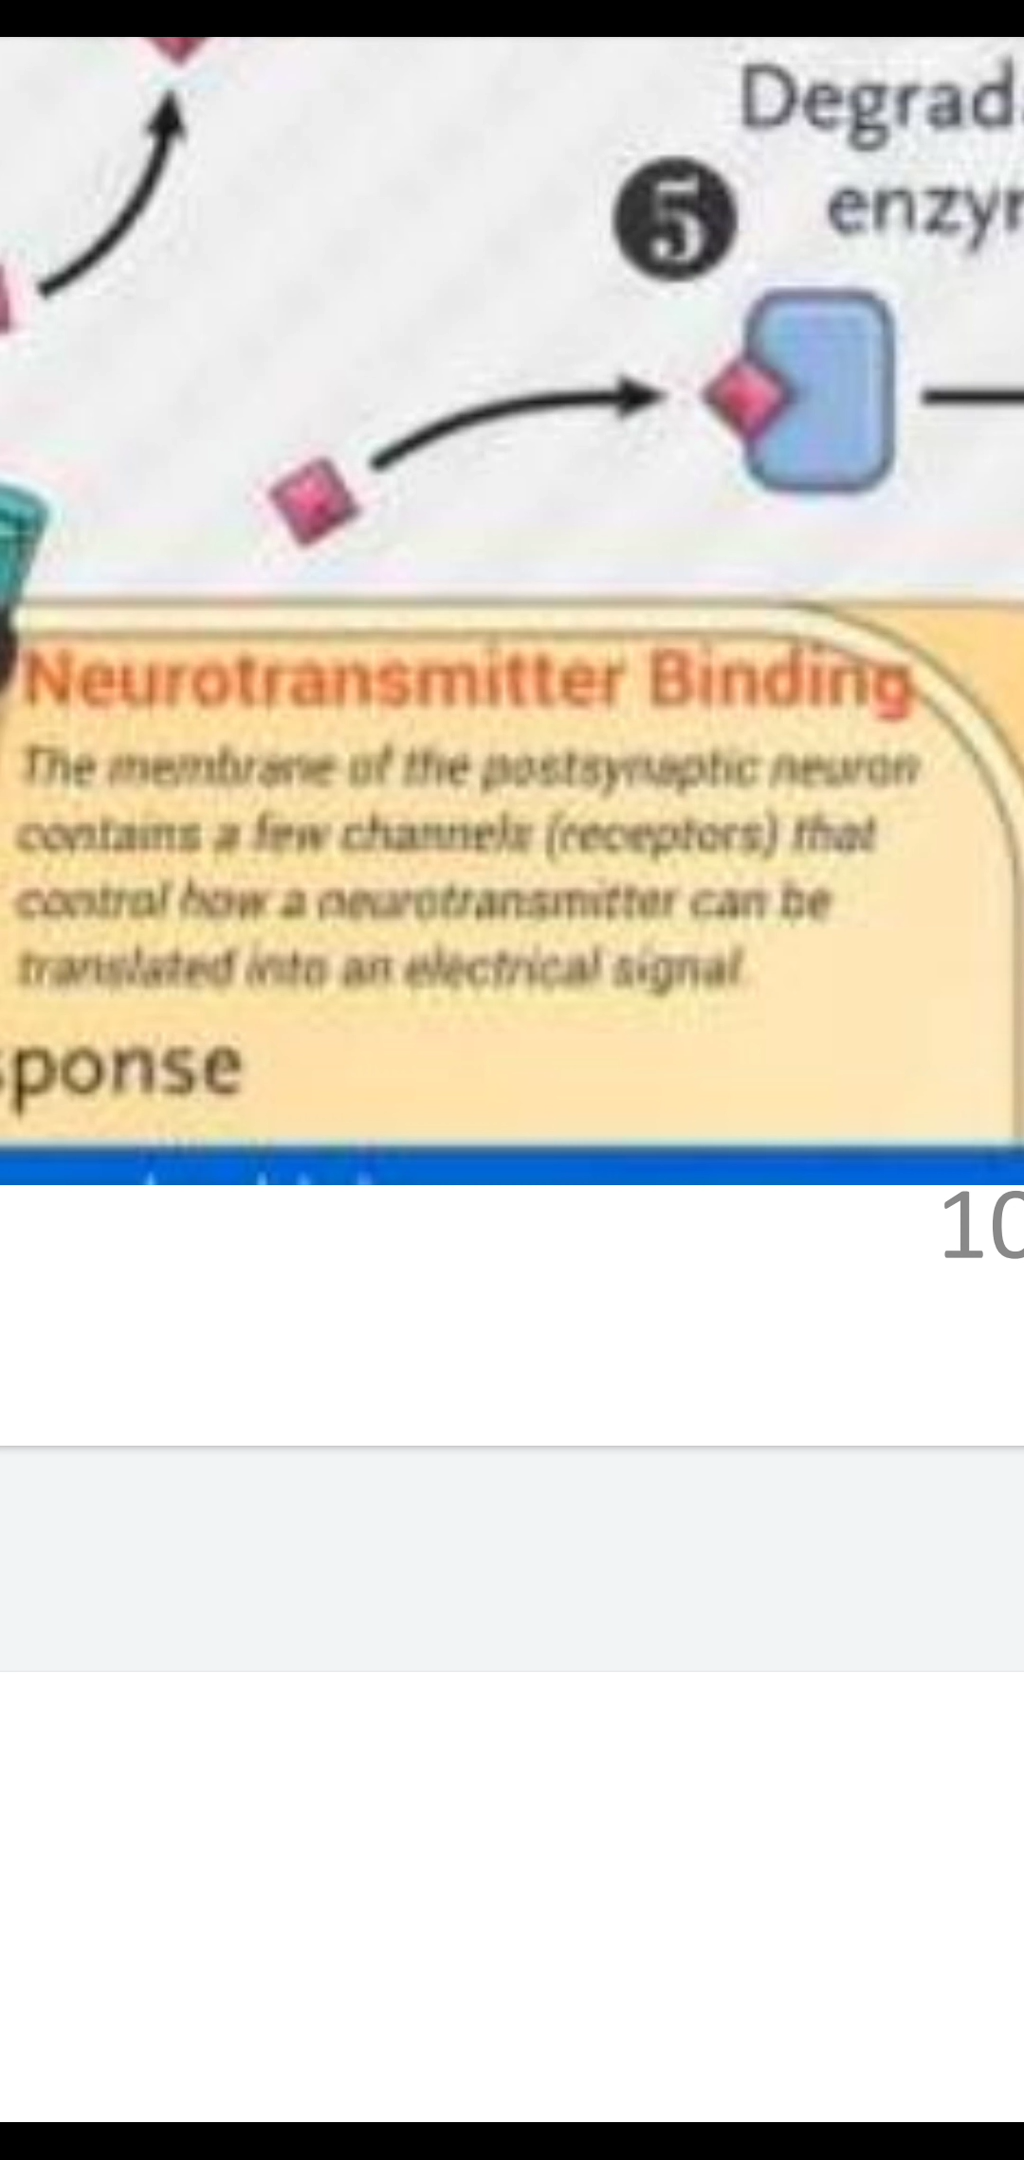 Degrad
5
enzy
Neurotransmitter Binding
The membrane of the postsynaptic neuron
contains a few channels (receptors) that
control how a neurotransmitter can be
translated into an electrical signal.
sponse
10